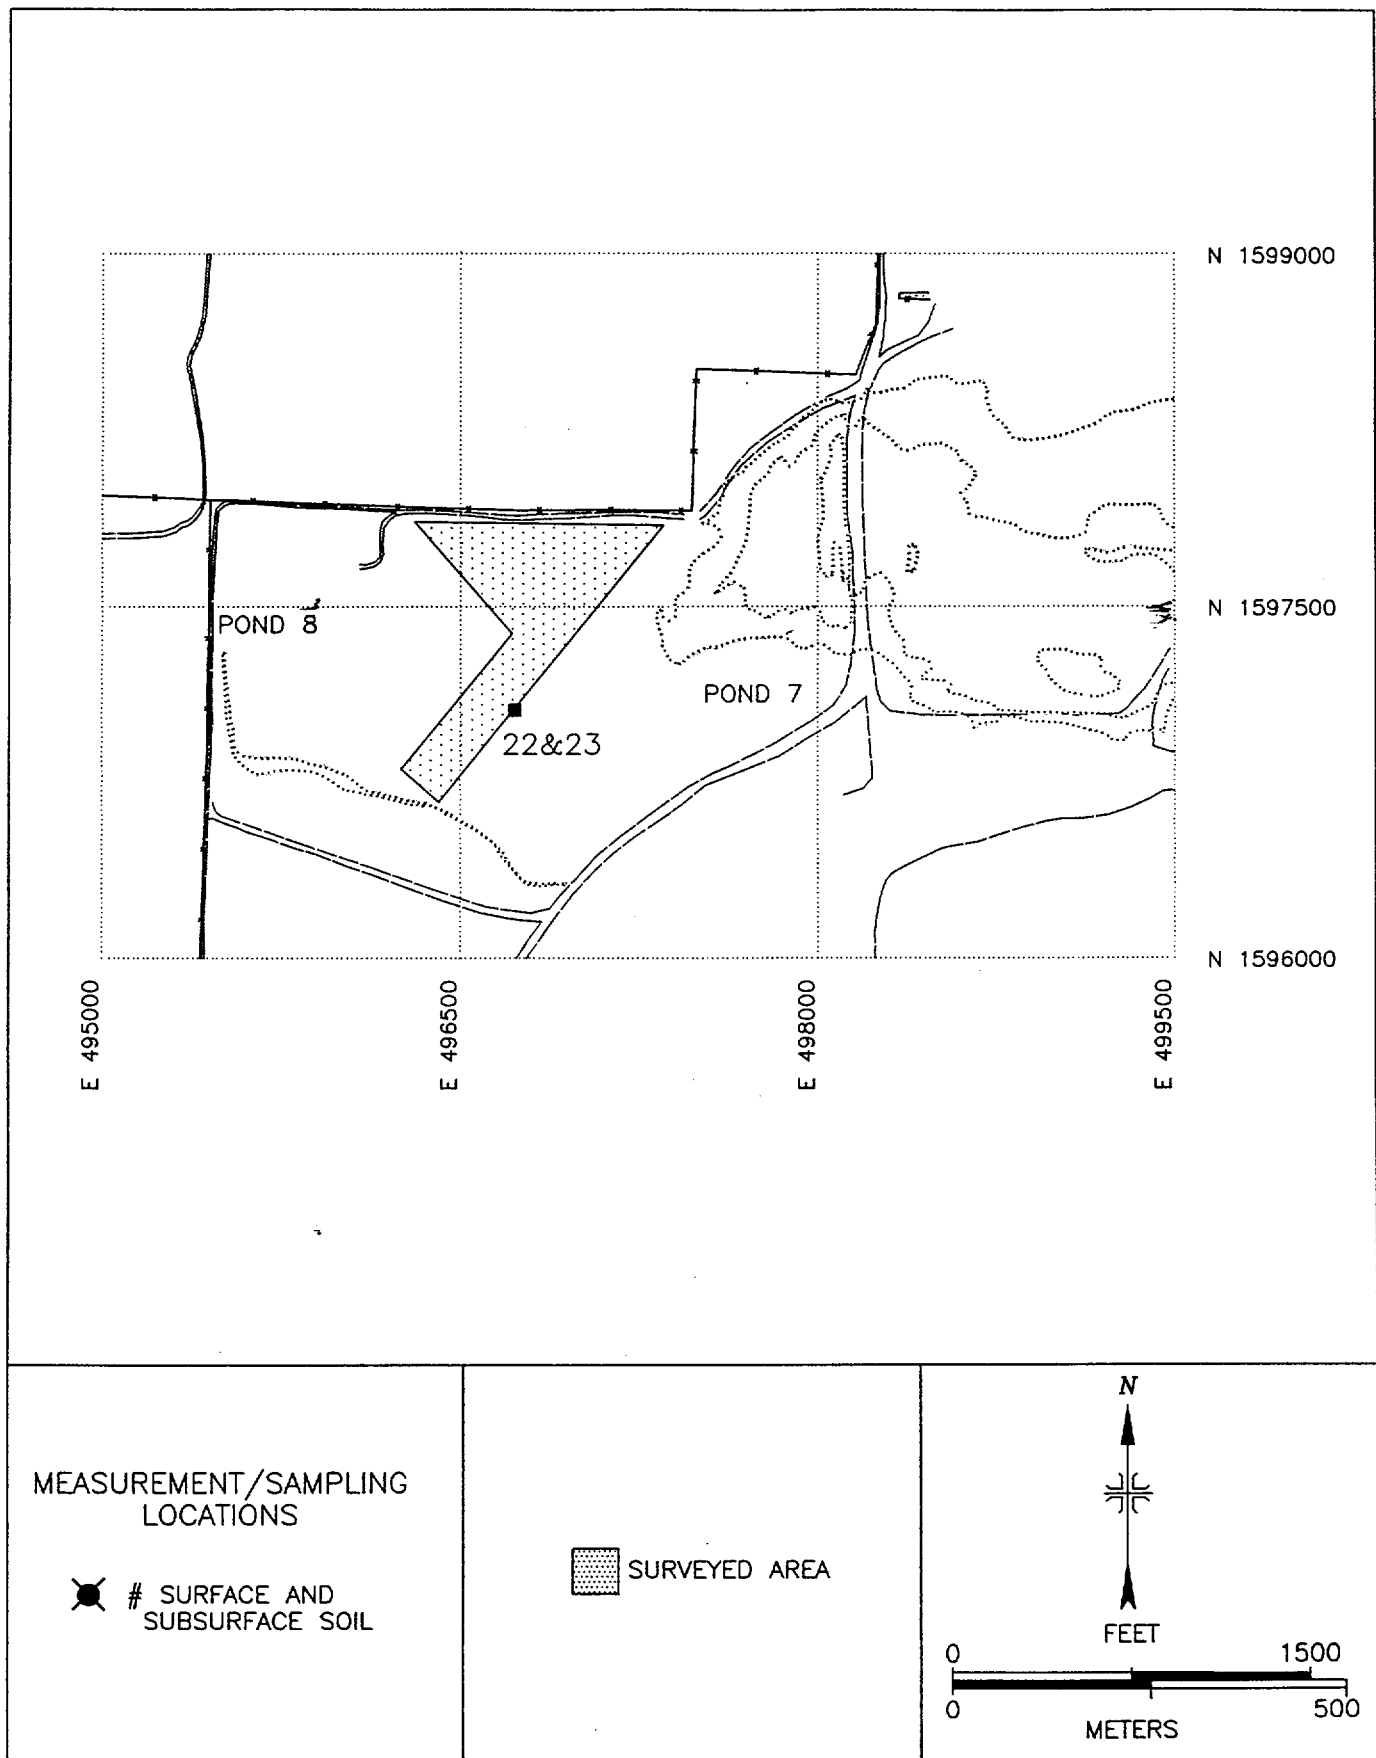 N 1599000
N 1597500
POND 8
POND 7
22&23
N 1596000
E 495000
E 496500
E 498000
E 499500
MEASUREMENT/SAMPLING
LOCATIONS
# SURFACE AND
SUBSURFACE SOIL
SURVEYED AREA
N
FEET
0 1500
0 500
METERS